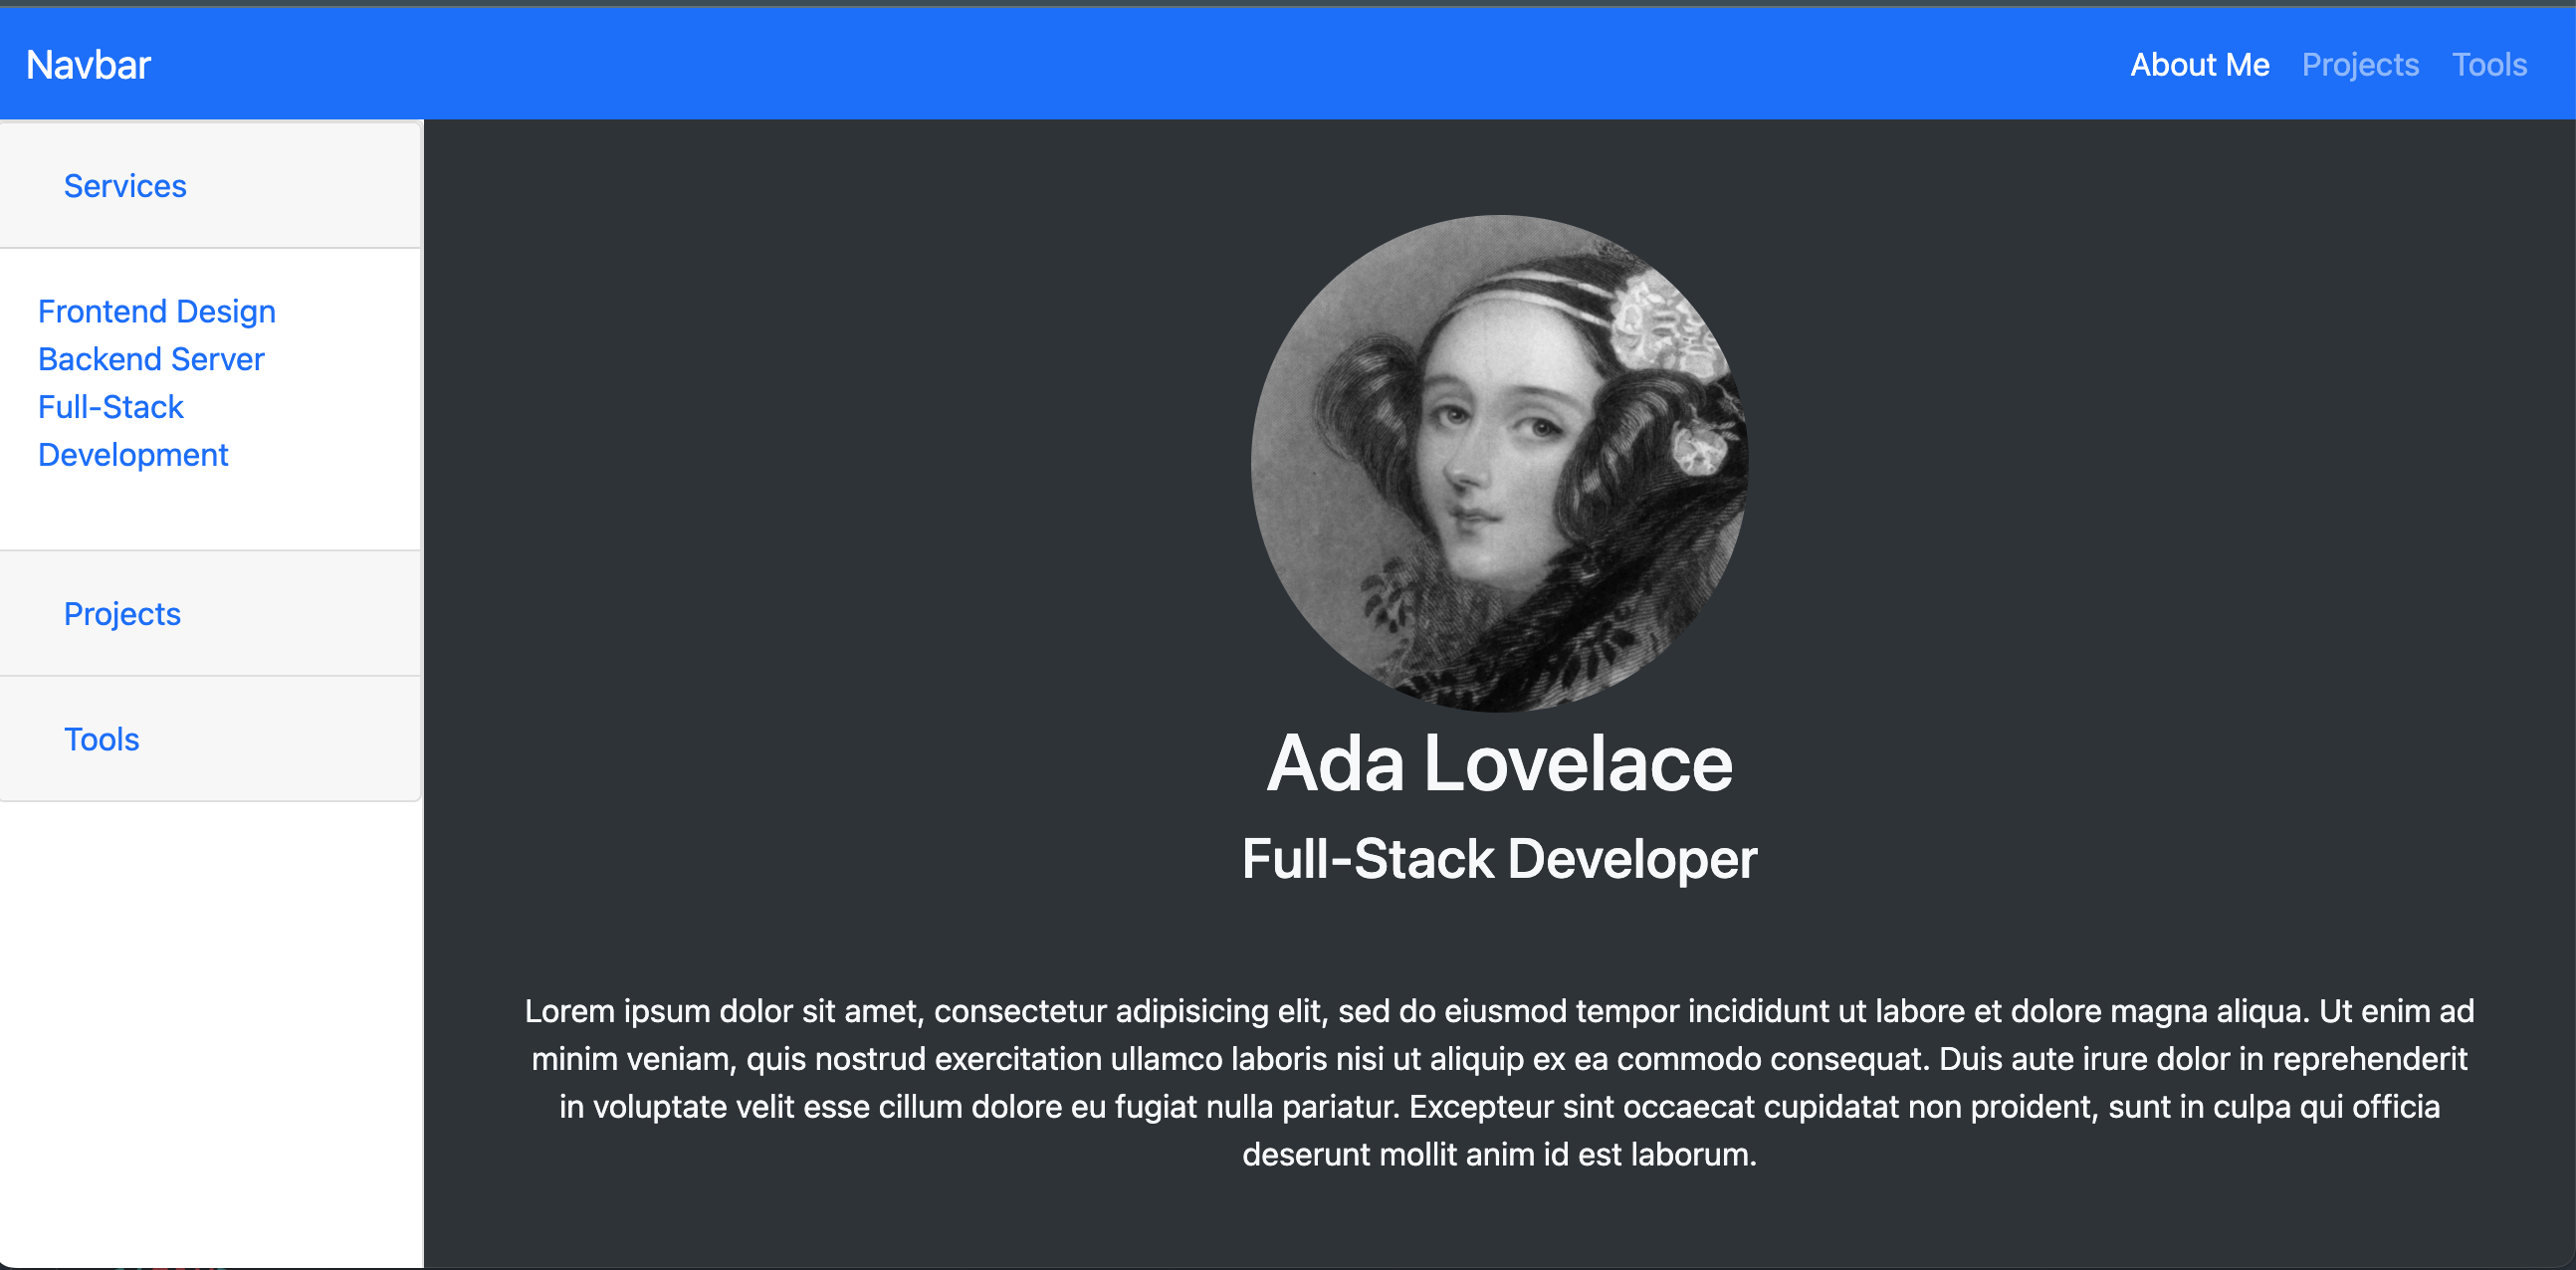 Navbar
About Me Projects Tools
Services
Frontend Design
Backend Server
Full-Stack
Development
Projects
Tools
Ada Lovelace
Full-Stack Developer
Lorem ipsum dolor sit amet, consectetur adipisicing elit, sed do eiusmod tempor incididunt ut labore et dolore magna aliqua. Ut enim ad
minim veniam, quis nostrud exercitation ullamco laboris nisi ut aliquip ex ea commodo consequat. Duis aute irure dolor in reprehenderit
in voluptate velit esse cillum dolore eu fugiat nulla pariatur. Excepteur sint occaecat cupidatat non proident, sunt in culpa qui officia
deserunt mollit anim id est laborum.